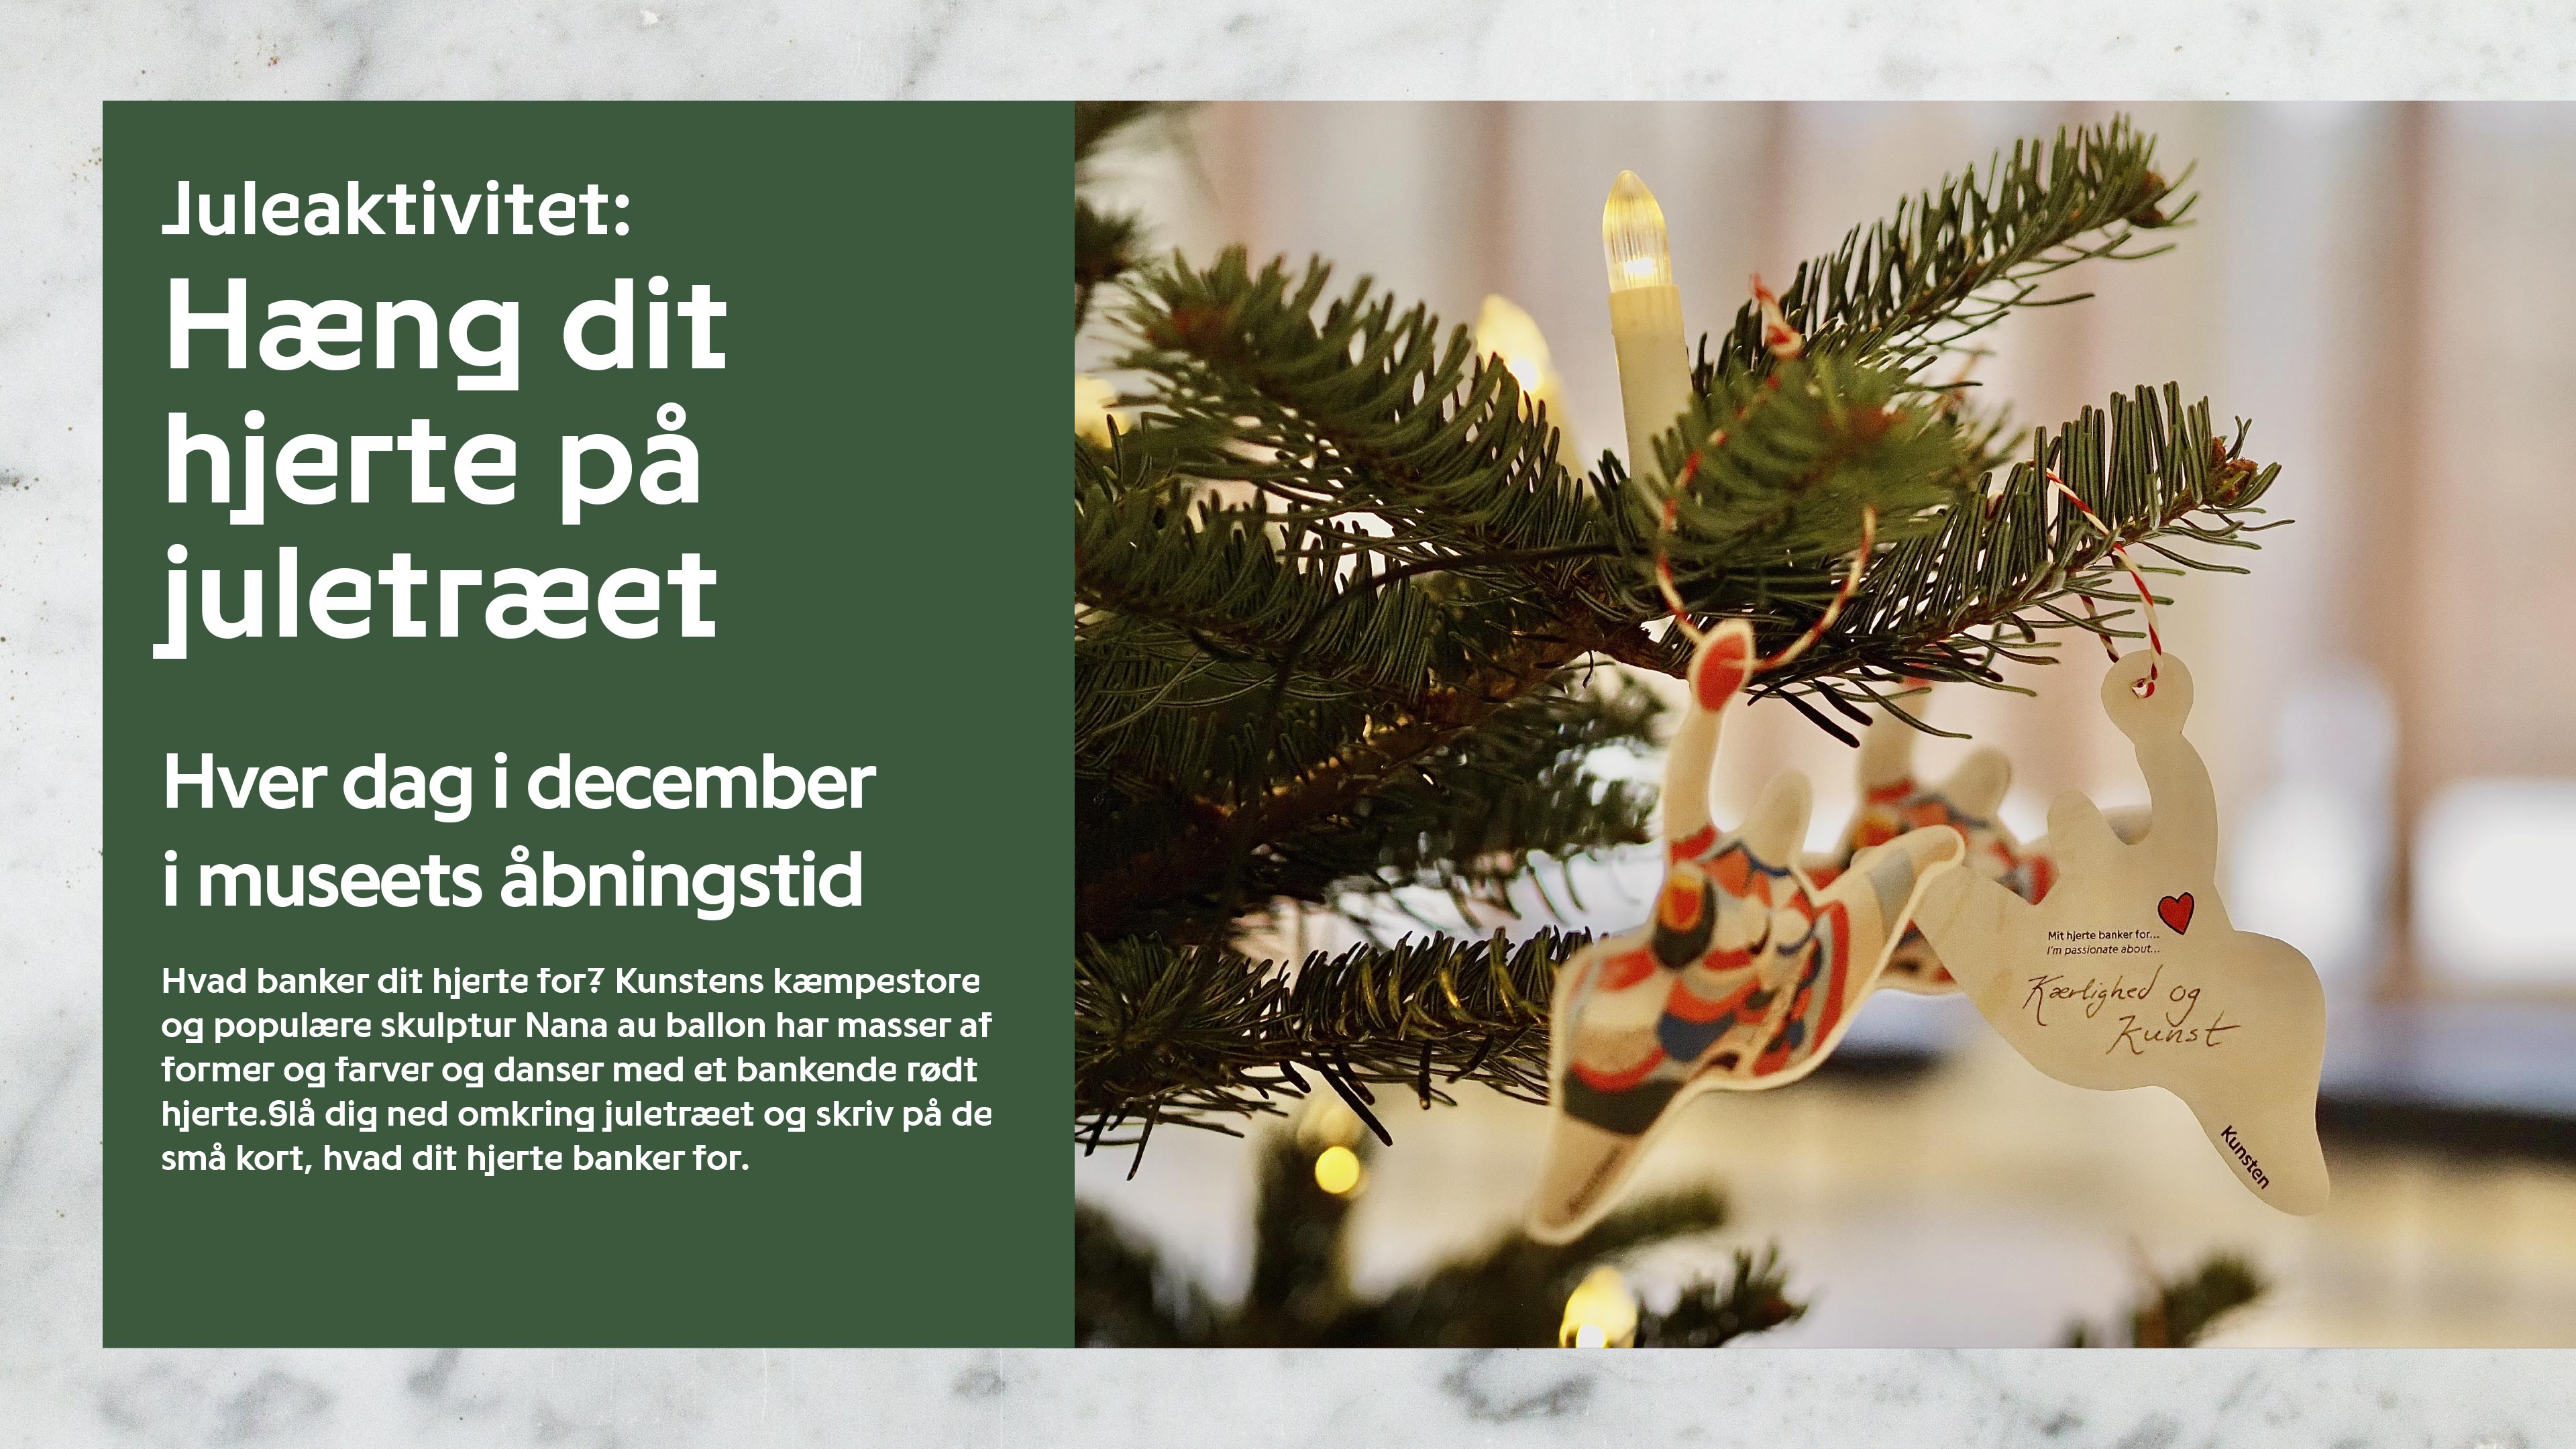 Juleaktivitet:
Hæng dit
hjerte på
juletræet
Hver dag i december
i museets åbningstid
Hvad banker dit hjerte for? Kunstens kæmpestore
og populære skulptur Nana au ballon har masser af
former og farver og danser med et bankende rødt
hjerte.Slå dig ned omkring juletræet og skriv på de
små kort, hvad dit hjerte banker for.
Mit hjerte banker for...
I'm passionate about...
Kærlighed og
Kunst
Kunsten